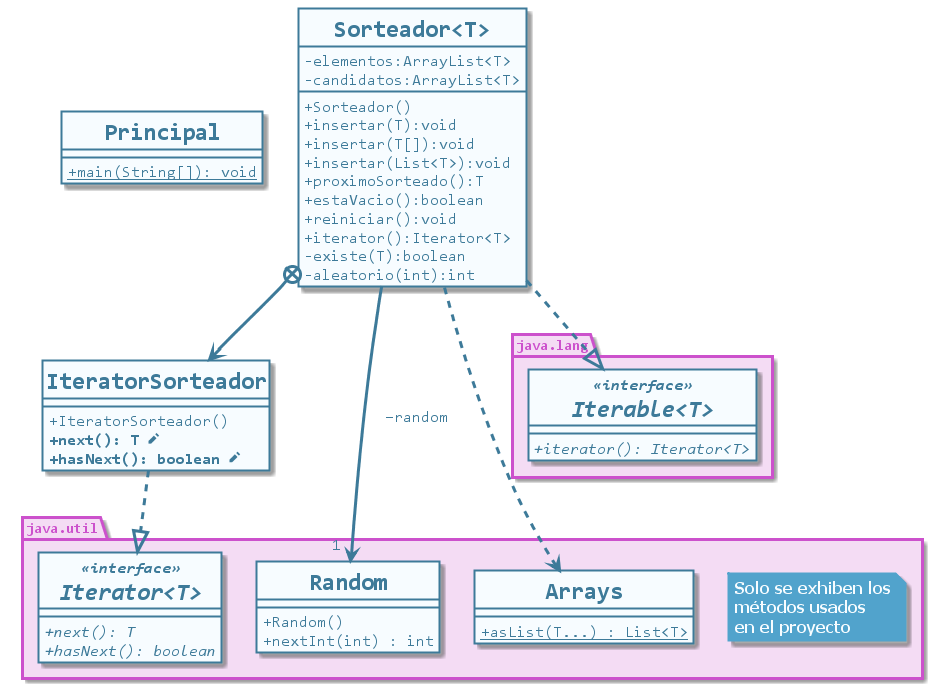 Sorteador<T>
-elementos:ArrayList<T>
-candidatos:ArrayList<T>
+Sorteador()
+insertar(T):void
+insertar(T[]):void
+insertar(List<T>):void
+proximoSorteado():T
+estaVacio():boolean
+reiniciar():void
+iterator():Iterator<T>
-existe(T):boolean
-aleatorio(int):int
Principal
+main(String[]): void
java.lang
«interface»
Iterable<T>
+iterator(): Iterator<T>
IteratorSorteador
+IteratorSorteador()
+next(): T
+hasNext(): boolean
-random
1
java.util
«interface»
Iterator<T>
+next(): T
+hasNext(): boolean
Random
+Random()
+nextInt(int) : int
Arrays
+asList(T...) : List<T>
Solo se exhiben los
métodos usados
en el proyecto